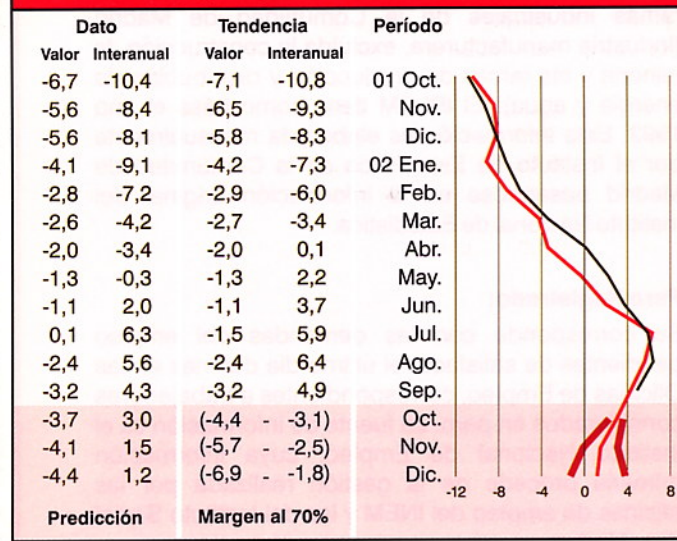 Dato Tendencia Período
Valor Interanual Valor Interanual
-6,7 -10,4 -7,1 -10,8 01 Oct.
-5,6 -8,4 -6,5 -9,3 Nov.
-5,6 -8,1 -5,8 -8,3 Dic.
-4,1 -9,1 -4,2 -7,3 02 Ene.
-2,8 -7,2 -2,9 -6,0 Feb.
-2,6 -4,2 -2,7 -3,4 Mar.
-2,0 -3,4 -2,0 0,1 Abr.
-1,3 -0,3 -1,3 2,2 May.
-1,1 2,0 -1,1 3,7 Jun.
0,1 6,3 -1,5 5,9 Jul.
-2,4 5,6 -2,4 6,4 Ago.
-3,2 4,3 -3,2 4,9 Sep.
-3,7 3,0 (-4,4 -3,1) Oct.
-4,1 1,5 (-5,7 -2,5) Nov.
-4,4 1,2 (-6,9 -1,8) Dic.
-12 -8 -4 0 4 8
Predicción Margen al 70%